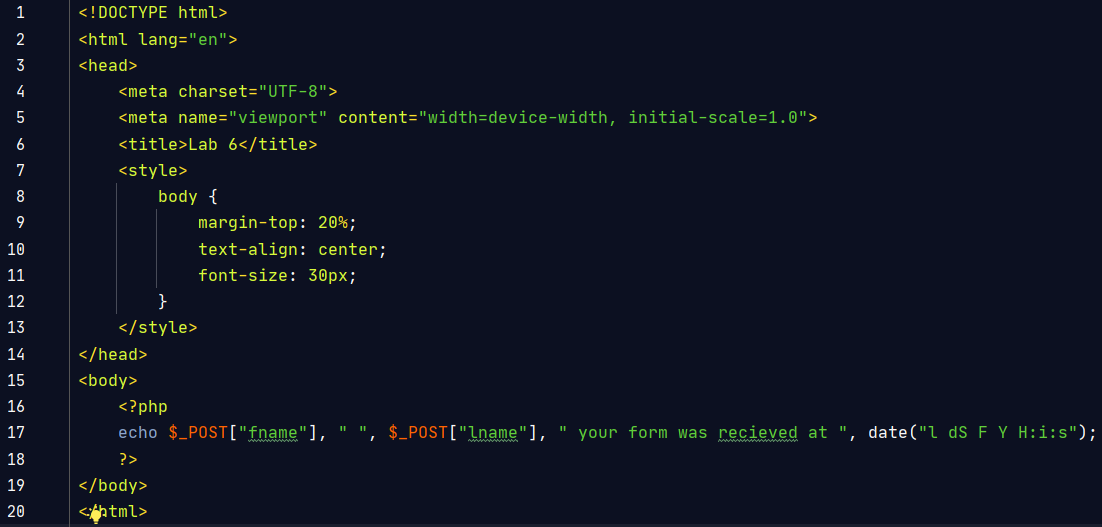 1 <!DOCTYPE html>
2 <html lang="en">
3 <head>
4     <meta charset="UTF-8">
5     <meta name="viewport" content="width=device-width, initial-scale=1.0">
6     <title>Lab 6</title>
7     <style>
8         body {
9             margin-top: 20%;
10             text-align: center;
11             font-size: 30px;
12         }
13     </style>
14 </head>
15 <body>
16     <?php
17     echo $_POST["fname"], " ", $_POST["lname"], " your form was recieved at ", date("l dS F Y H:i:s");
18     ?>
19 </body>
20 </html>